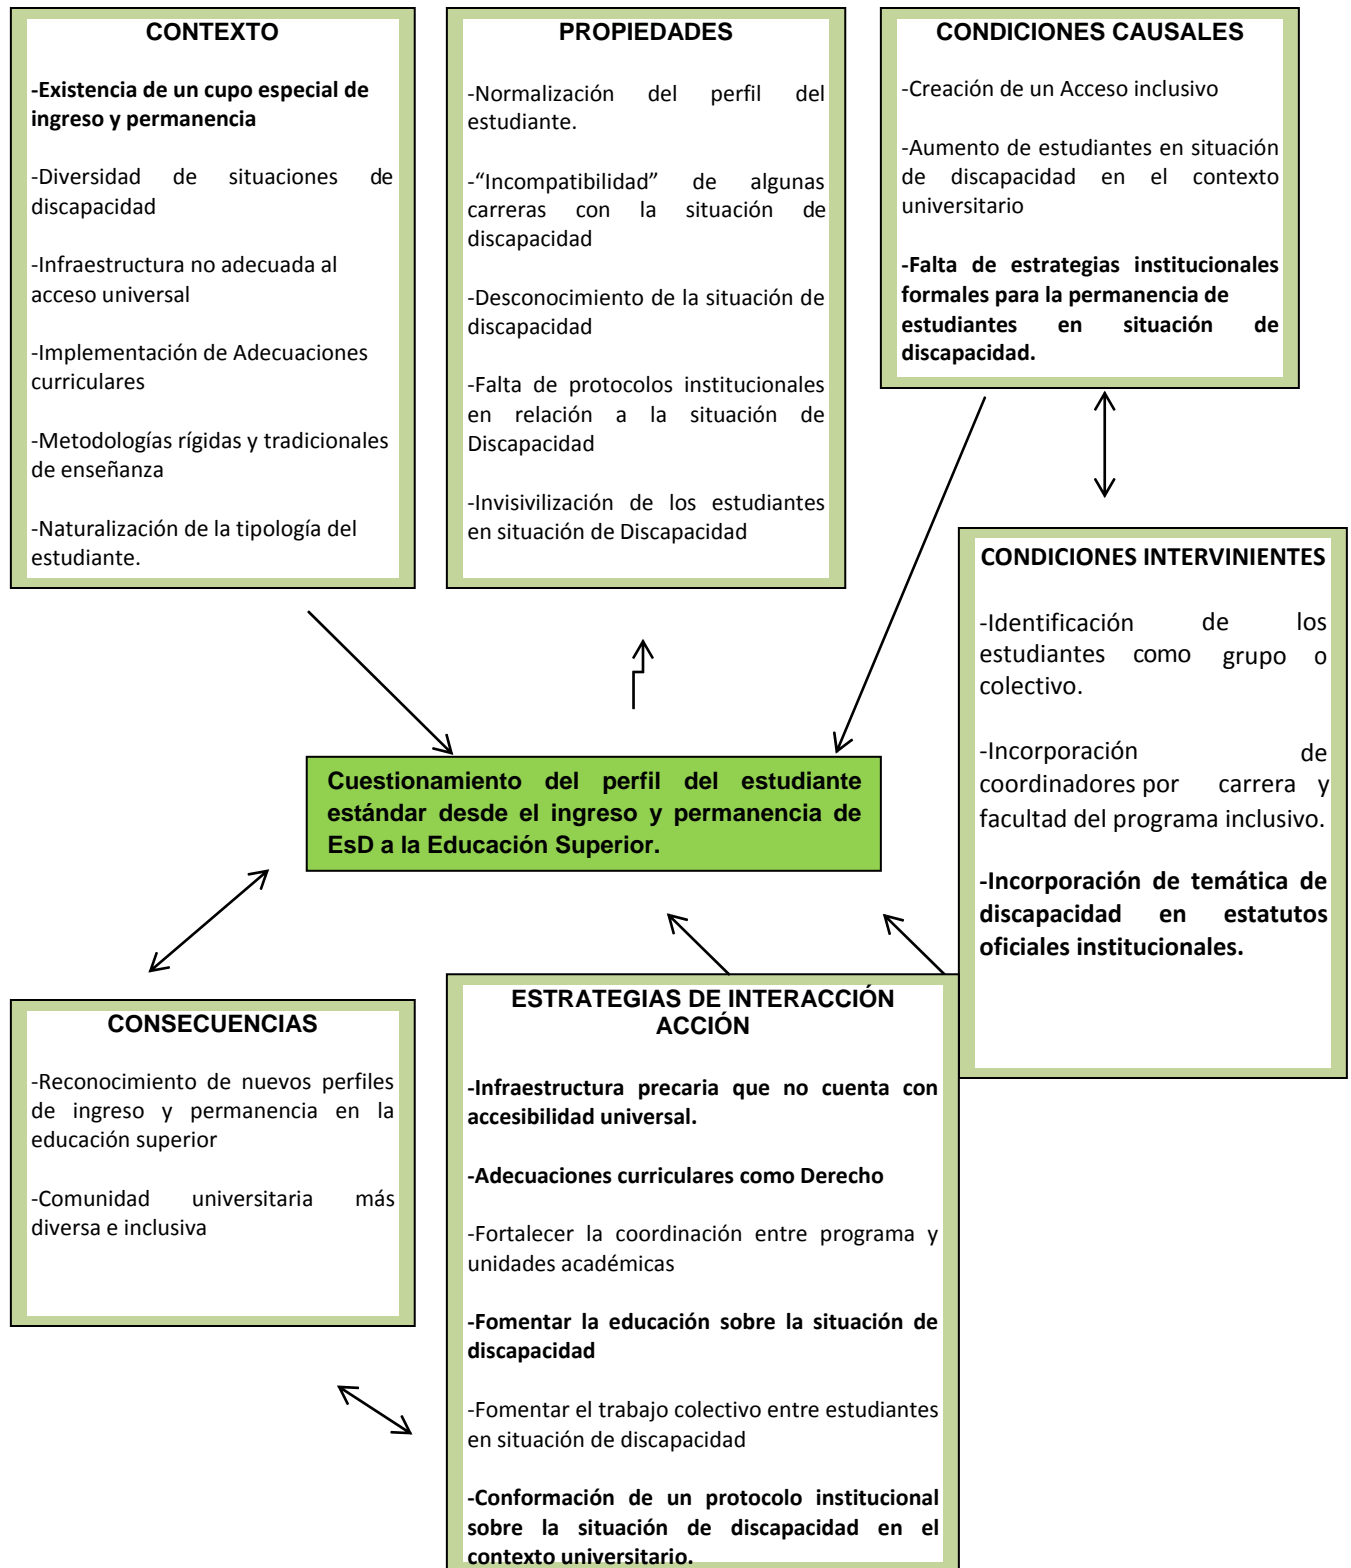 CONTEXTO
-Existencia de un cupo especial de
ingreso y permanencia
-Diversidad de situaciones de
discapacidad
-Infraestructura no adecuada al
acceso universal
-Implementación de Adecuaciones
curriculares
-Metodologías rígidas y tradicionales
de enseñanza
-Naturalización de la tipología del
estudiante.
PROPIEDADES
-Normalización del perfil del
estudiante.
-“Incompatibilidad” de algunas
carreras con la situación de
discapacidad
-Desconocimiento de la situación de
discapacidad
-Falta de protocolos institucionales
en relación a la situación de
Discapacidad
-Invisivilización de los estudiantes
en situación de Discapacidad
CONDICIONES CAUSALES
-Creación de un Acceso inclusivo
-Aumento de estudiantes en situación
de discapacidad en el contexto
universitario
-Falta de estrategias institucionales
formales para la permanencia de
estudiantes en situación de
discapacidad.
CONDICIONES INTERVINIENTES
-Identificación de los
estudiantes como grupo o
colectivo.
-Incorporación de
coordinadores por carrera y
facultad del programa inclusivo.
-Incorporación de temática de
discapacidad en estatutos
oficiales institucionales.
Cuestionamiento del perfil del estudiante
estándar desde el ingreso y permanencia de
EsD a la Educación Superior.
CONSECUENCIAS
-Reconocimiento de nuevos perfiles
de ingreso y permanencia en la
educación superior
-Comunidad universitaria más
diversa e inclusiva
ESTRATEGIAS DE INTERACCIÓN
ACCIÓN
-Infraestructura precaria que no cuenta con
accesibilidad universal.
-Adecuaciones curriculares como Derecho
-Fortalecer la coordinación entre programa y
unidades académicas
-Fomentar la educación sobre la situación de
discapacidad
-Fomentar el trabajo colectivo entre estudiantes
en situación de discapacidad
-Conformación de un protocolo institucional
sobre la situación de discapacidad en el
contexto universitario.